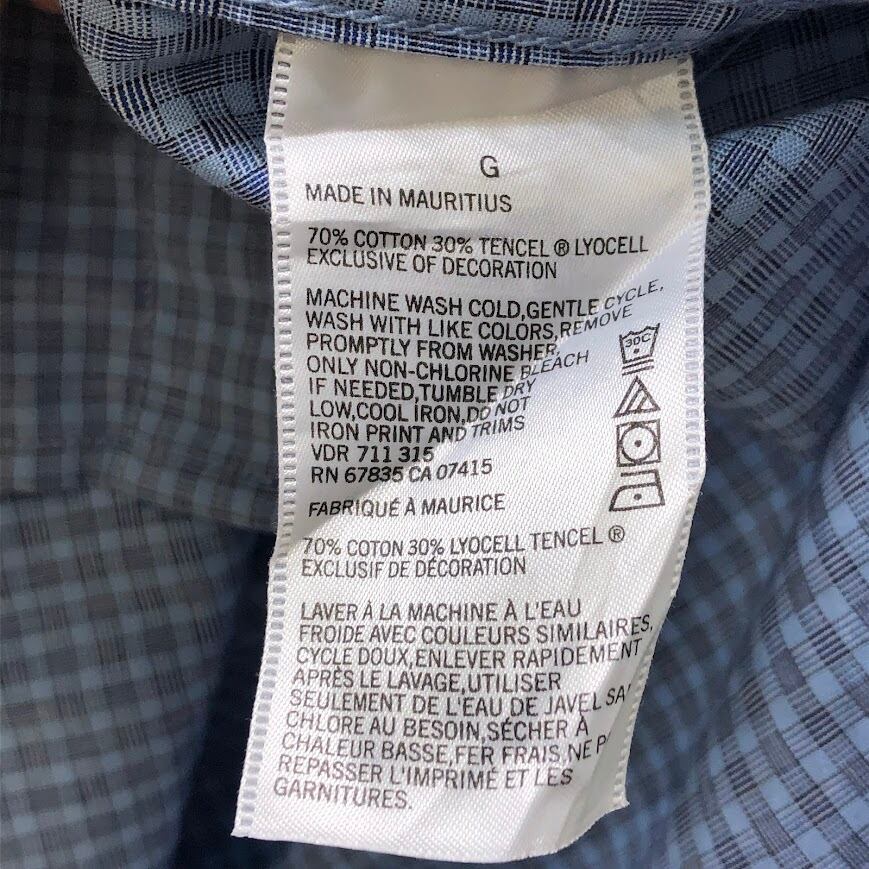 G
MADE IN MAURITIUS
70% COTTON 30% TENCEL ® LYOCELL
EXCLUSIVE OF DECORATION
MACHINE WASH COLD,GENTLE CYCLE,
WASH WITH LIKE COLORS,REMOVE
PROMPTLY FROM WASHER,
ONLY NON-CHLORINE BLEACH
IF NEEDED,TUMBLE DRY
LOW,COOL IRON,DO NOT
IRON PRINT AND TRIMS
VDR 711 315
RN 67835 CA 07415
30C
FABRIQUÉ À MAURICE
70% COTON 30% LYOCELL TENCEL ®
EXCLUSIF DE DÉCORATION
LAVER À LA MACHINE À L'EAU
FROIDE AVEC COULEURS SIMILAIRES,
CYCLE DOUX,ENLEVER RAPIDEMENT
APRÈS LE LAVAGE,UTILISER
SEULEMENT DE L'EAU DE JAVEL
CHLORE AU BESOIN,SÉCHER À
CHALEUR BASSE,FER FRAIS,NE
REPASSER L'IMPRIMÉ ET LES
GARNITURES.